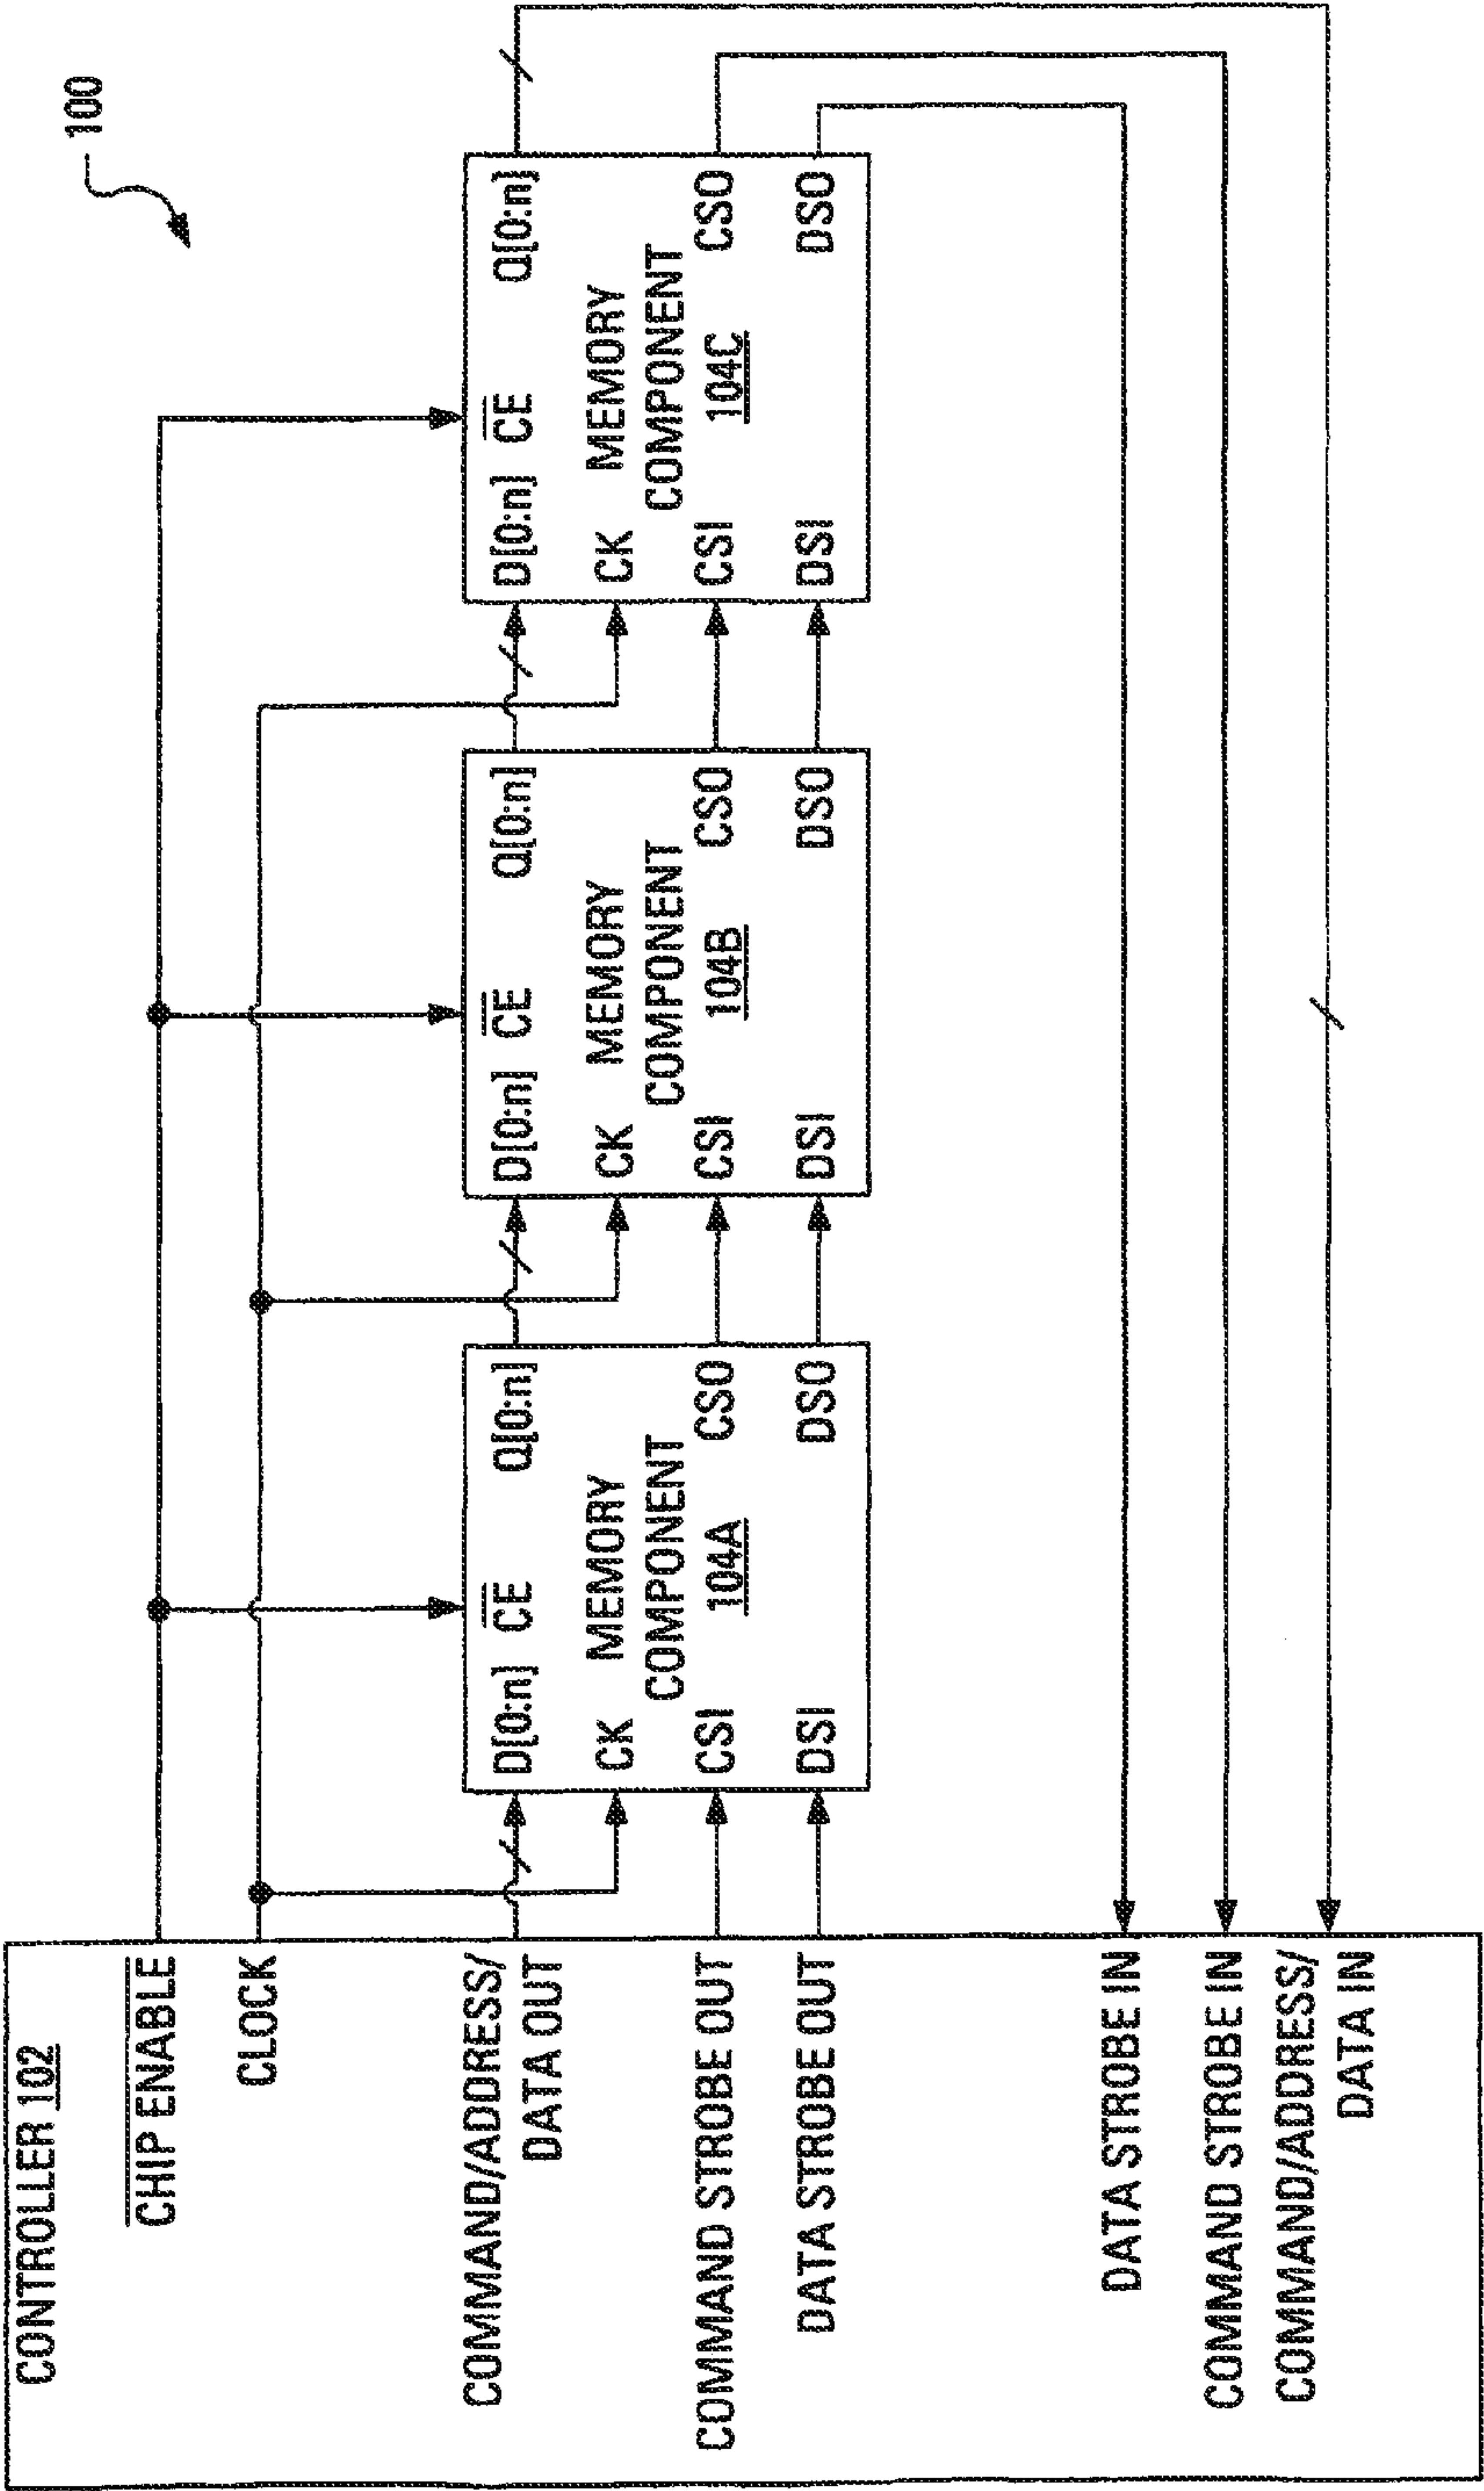 100
CONTROLLER 102
CHIP ENABLE
CLOCK
COMMAND/ADDRESS/
DATA OUT
COMMAND STROBE OUT
DATA STROBE OUT
DATA STROBE IN
COMMAND STROBE IN
COMMAND/ADDRESS/
DATA IN
D[0:n] CE Q[0:n]
CK MEMORY
COMPONENT
CSI 104A CSO
DSI DSO
D[0:n] CE Q[0:n]
CK MEMORY
COMPONENT
CSI 104B CSO
DSI DSO
D[0:n] CE Q[0:n]
CK MEMORY
COMPONENT
CSI 104C CSO
DSI DSO